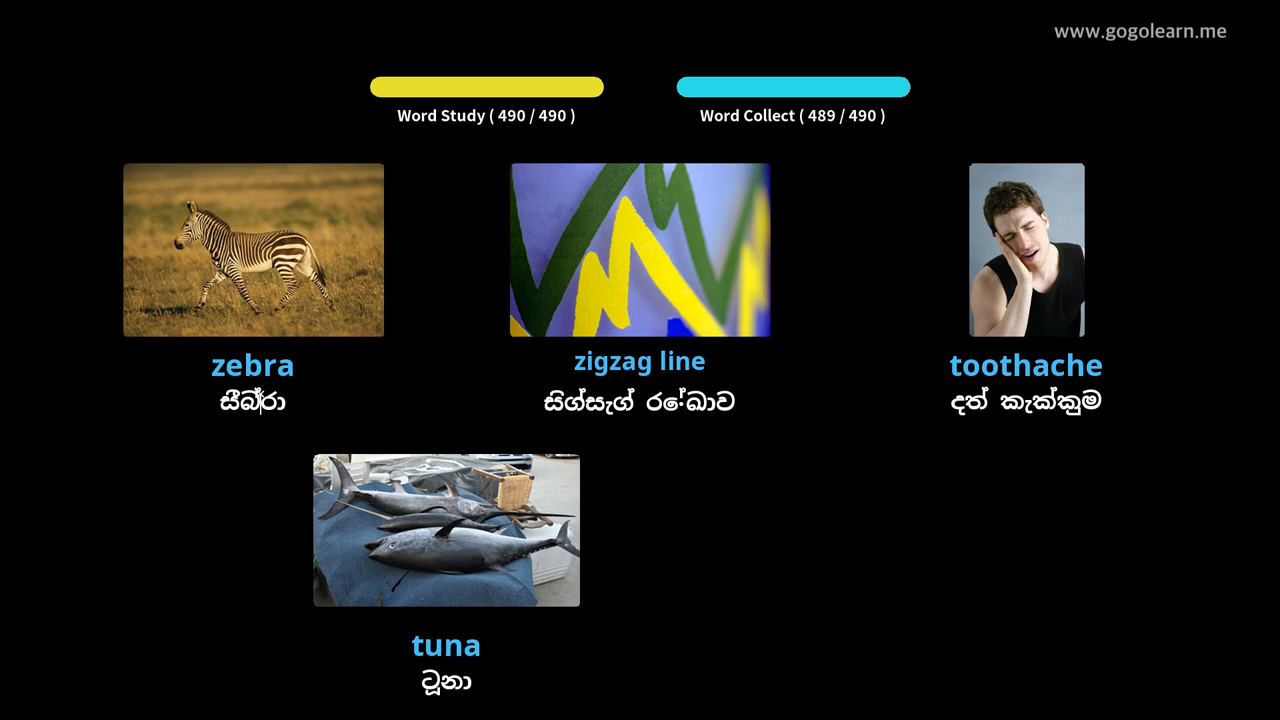 www.gogolearn.me
Word Study ( 490 / 490 )
Word Collect ( 489 / 490 )
zebra
සීබ්‍රා
zigzag line
සිග්සැග් රේඛාව
toothache
දත් කැක්කුම
tuna
ටූනා